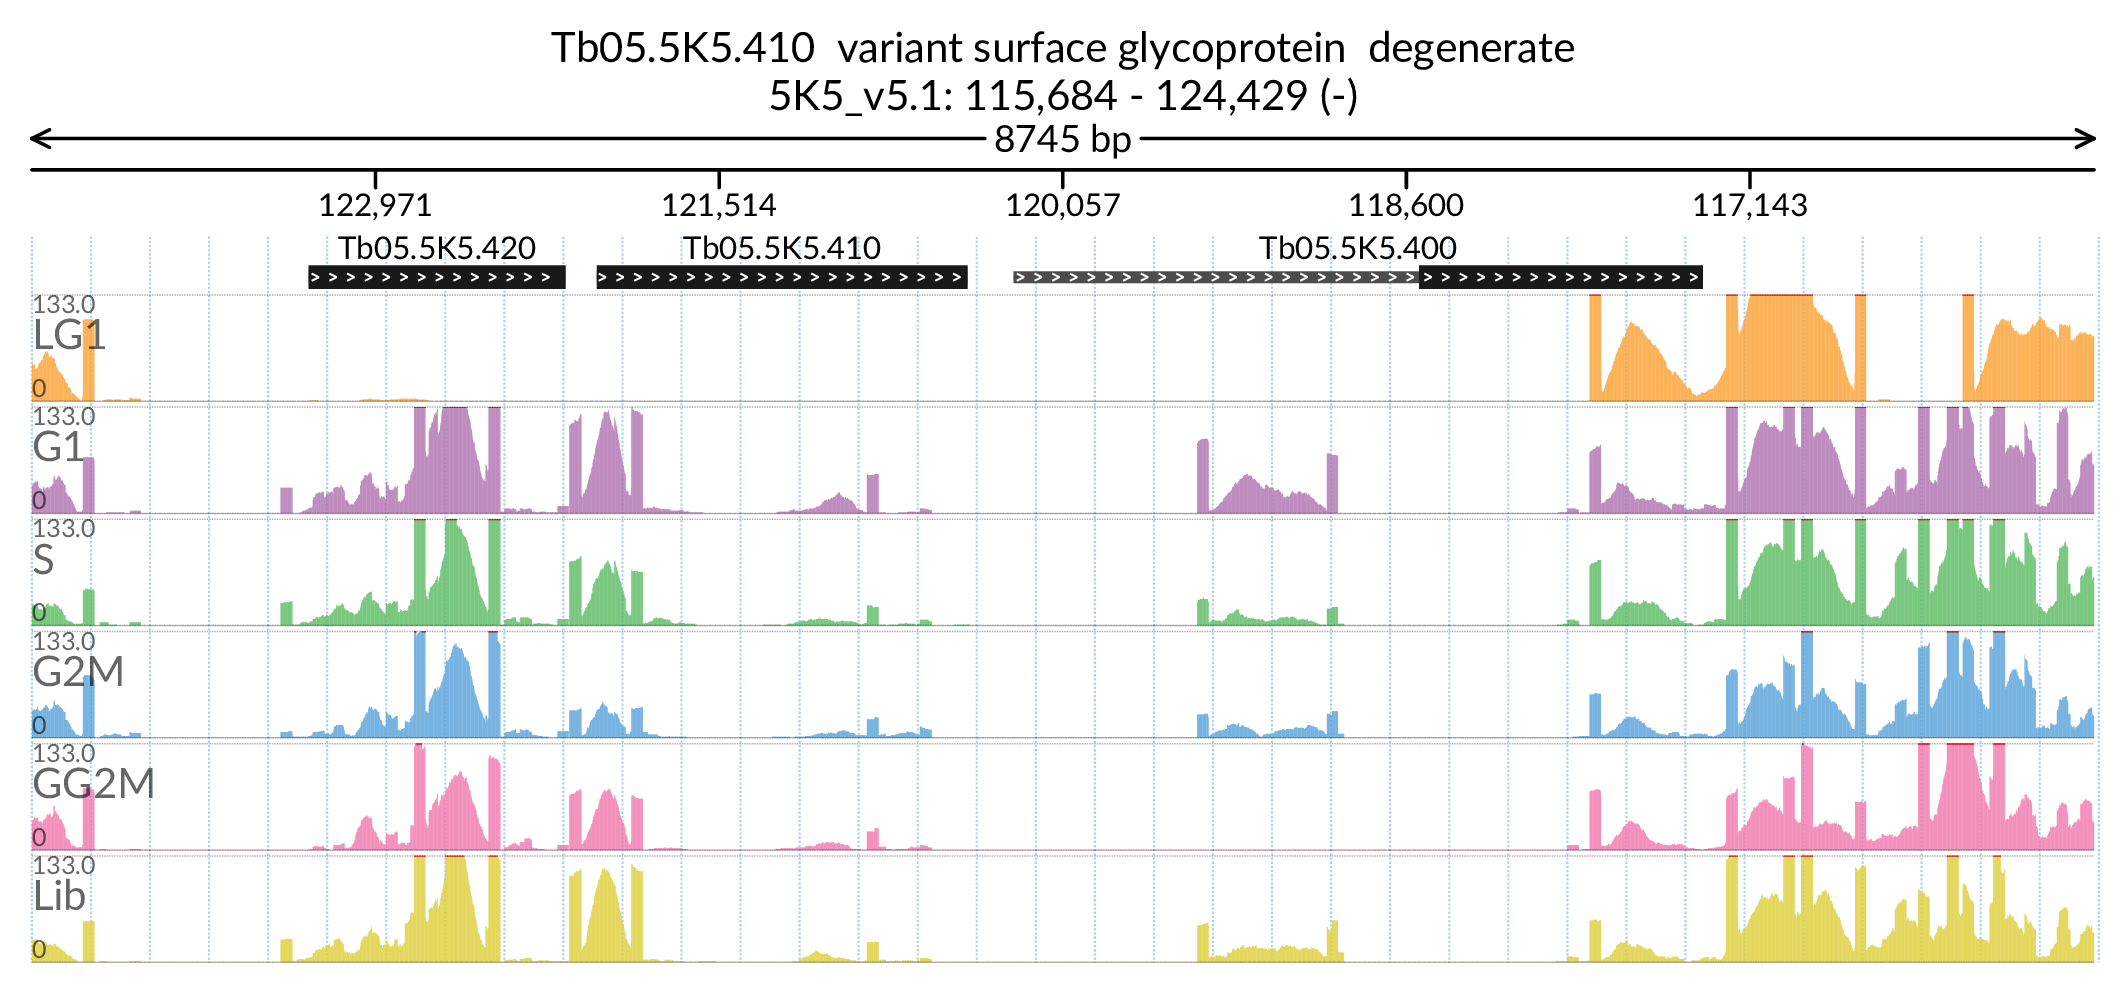 Tb05.5K5.410 variant surface glycoprotein degenerate
5K5_v5.1: 115,684 - 124,429 (-)
8745 bp
122,971 121,514 120,057 118,600 117,143
Tb05.5K5.420 Tb05.5K5.410 Tb05.5K5.400
133.0
LG1
0
133.0
G1
0
133.0
S
0
133.0
G2M
0
133.0
GG2M
0
133.0
Lib
0